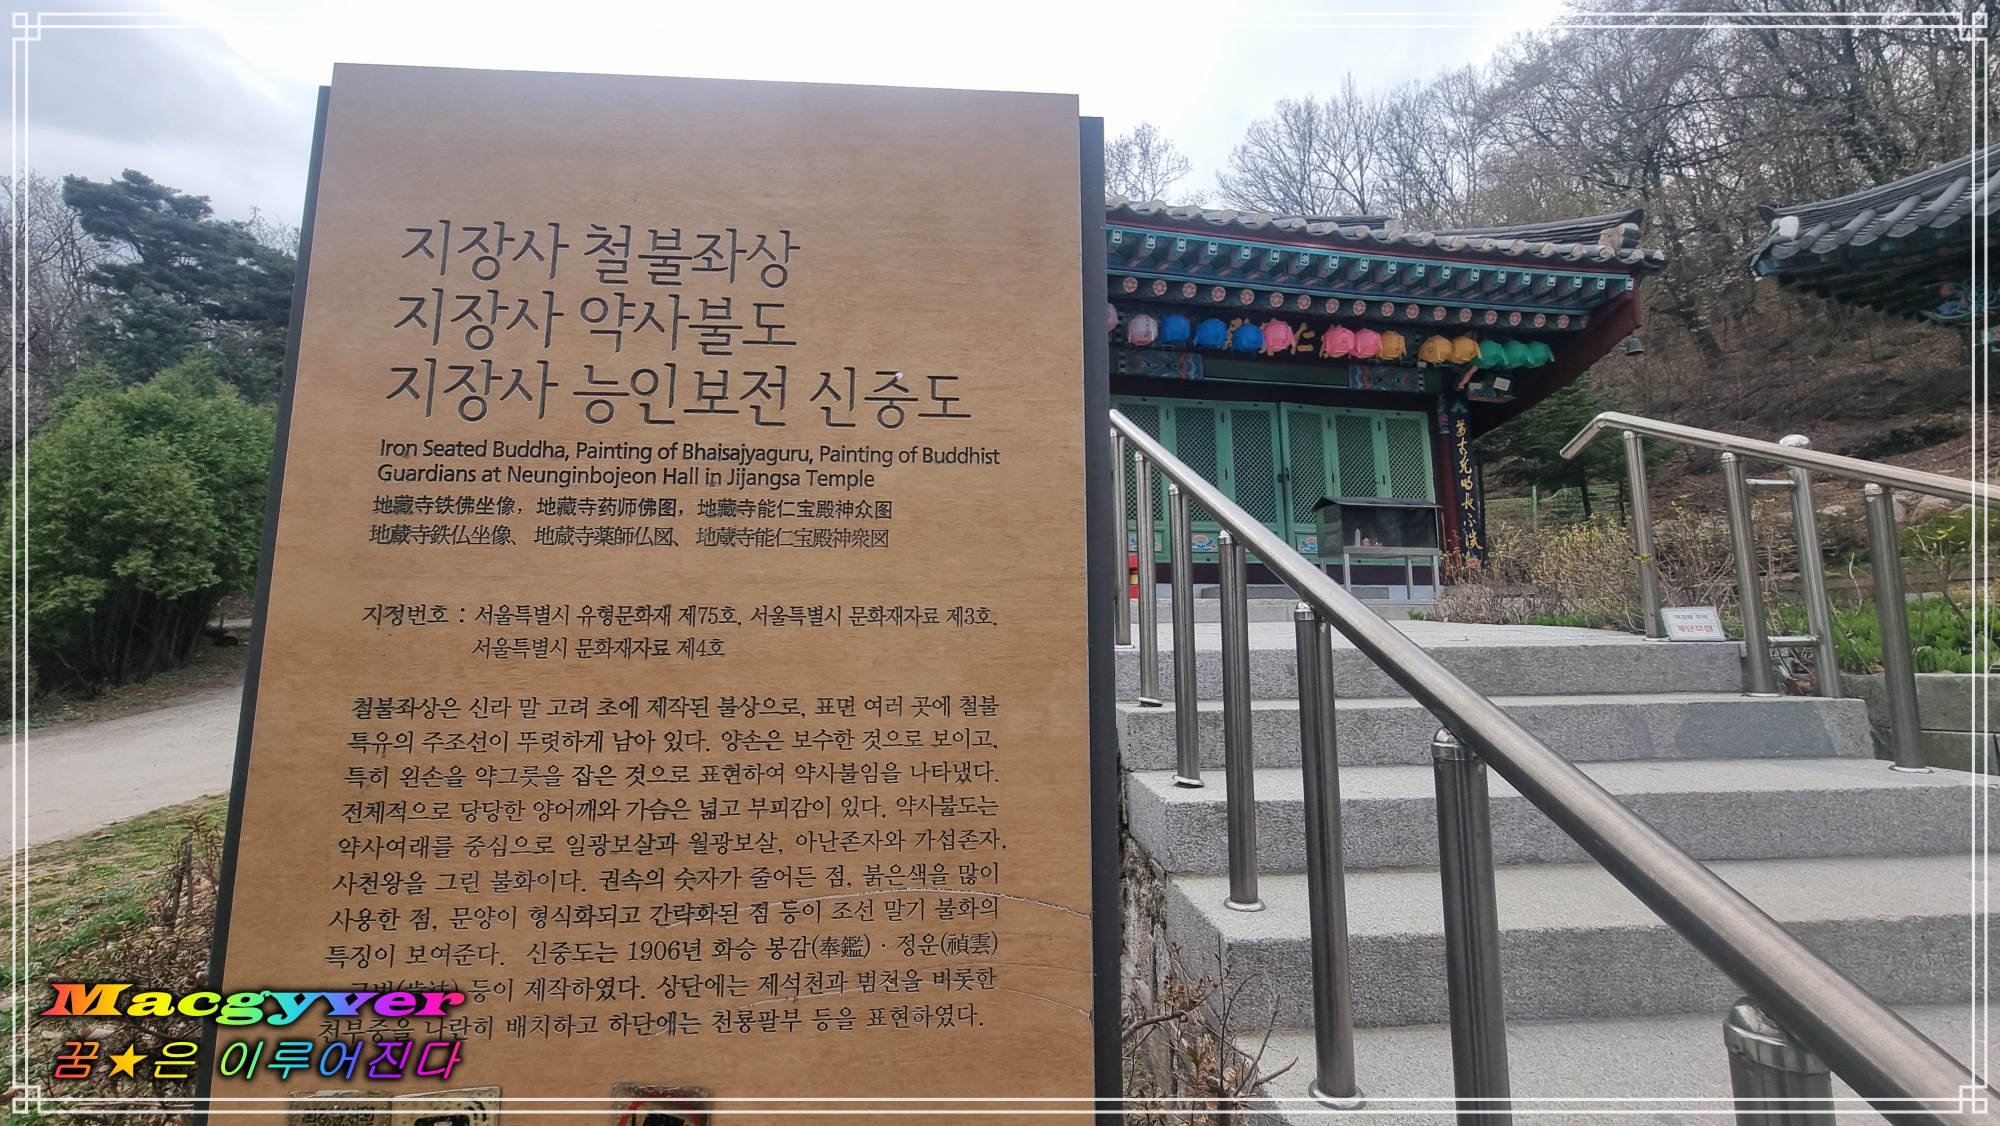 지장사 철불좌상
지장사 약사불도
지장사 능인보전 신중도
Iron Seated Buddha, Painting of Bhaisajyaguru, Painting of Buddhist
Guardians at Neunginbojeon Hall in Jijangsa Temple
地藏寺铁佛坐像，地藏寺药师佛图，地藏寺能仁宝殿神众图
地蔵寺鉄仏坐像、地蔵寺薬師仏図、地蔵寺能仁宝殿神衆図
지정번호 : 서울특별시 유형문화재 제75호, 서울특별시 문화재자료 제3호,
서울특별시 문화재자료 제4호
철불좌상은 신라 말 고려 초에 제작된 불상으로, 표면 여러 곳에 철불
특유의 주조선이 뚜렷하게 남아 있다. 양손은 보수한 것으로 보이고,
특히 왼손을 약그릇을 잡은 것으로 표현하여 약사불임을 나타냈다.
전체적으로 당당한 양어깨와 가슴은 넓고 부피감이 있다. 약사불도는
약사여래를 중심으로 일광보살과 월광보살, 아난존자와 가섭존자,
사천왕을 그린 불화이다. 권속의 숫자가 줄어든 점, 붉은색을 많이
사용한 점, 문양이 형식화되고 간략화된 점 등이 조선 말기 불화의
특징이 보여준다. 신중도는 1906년 화승 봉감(奉鑑)·정운(禎雲)
등이 제작하였다. 상단에는 제석천과 범천을 비롯한
천부중을 나란히 배치하고 하단에는 천룡팔부 등을 표현하였다.
Macgyver
꿈★은 이루어진다
계단조심